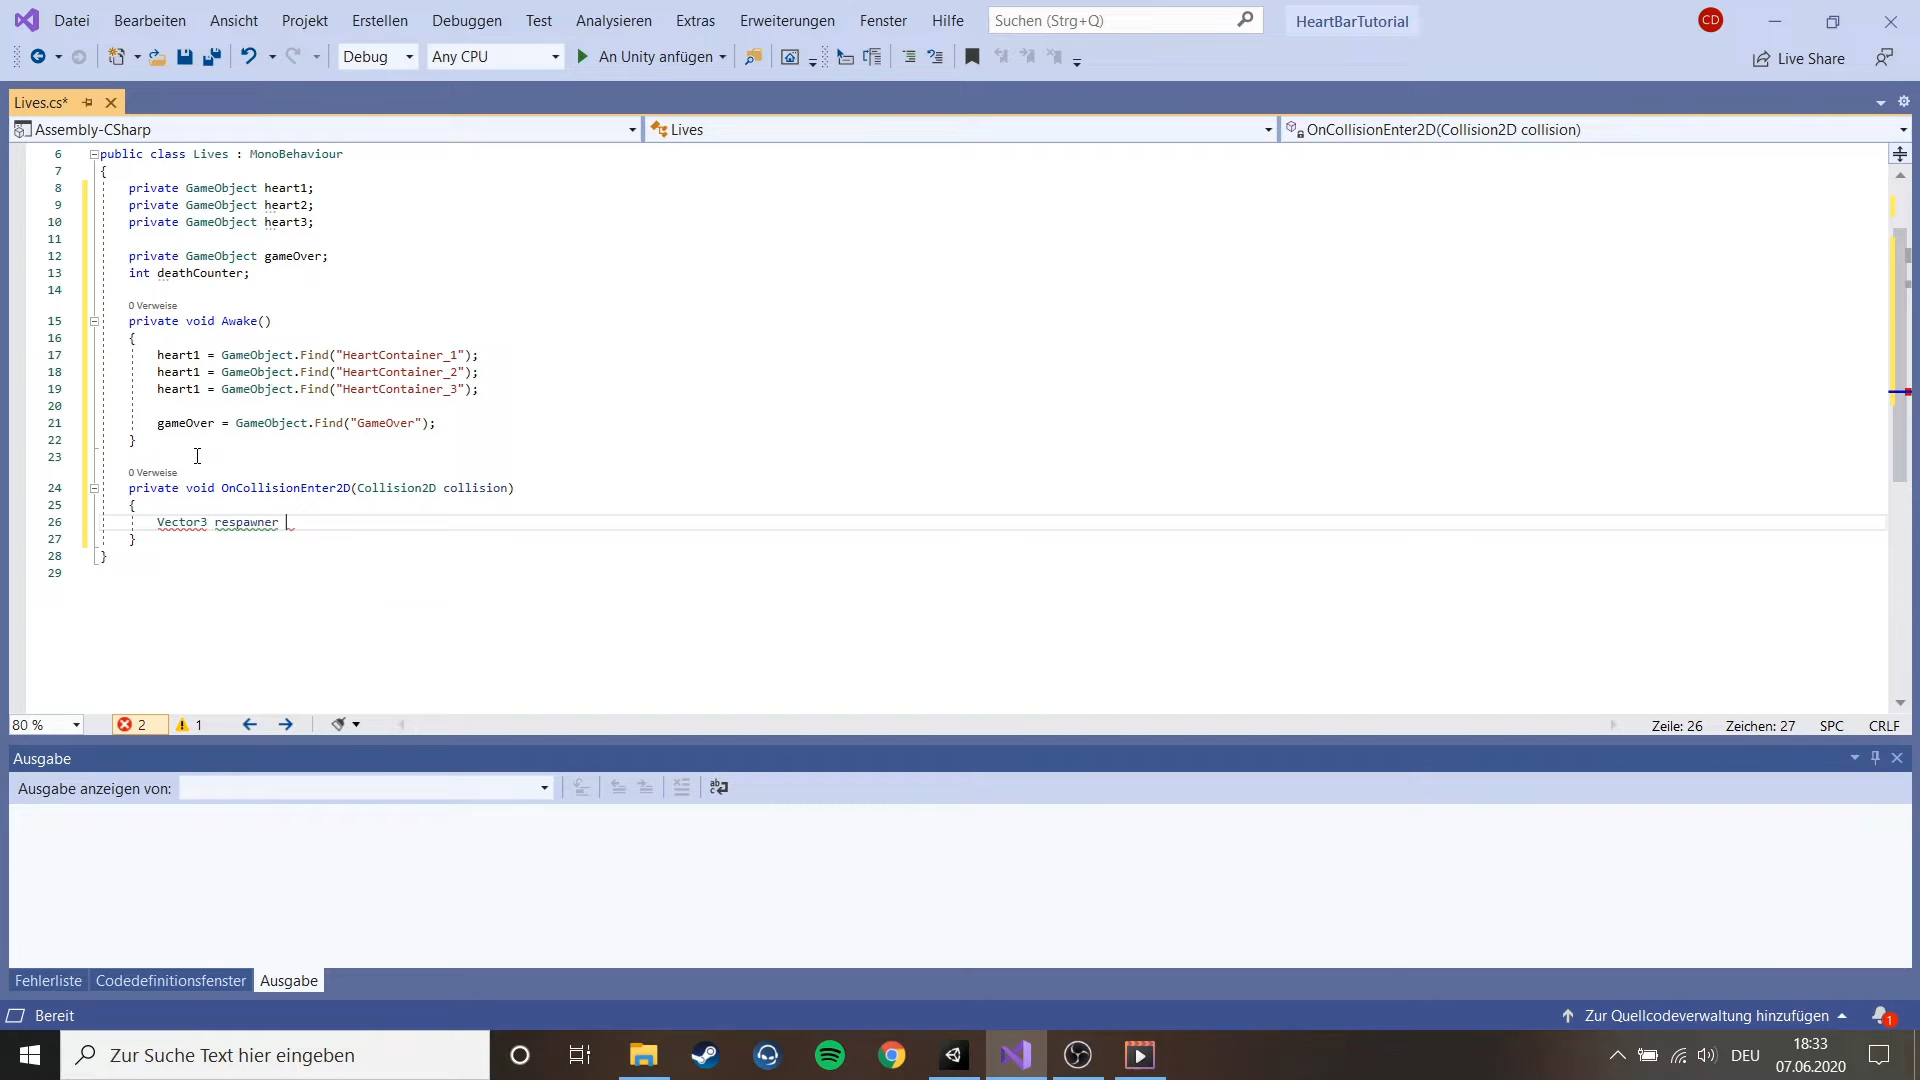 Datei Bearbeiten Ansicht Projekt Erstellen Debuggen Test Analysieren Extras Erweiterungen Fenster Hilfe Suchen (Strg+Q) HeartBarTutorial CD
Debug Any CPU An Unity anfügen Live Share
Lives.cs*
Assembly-CSharp Lives OnCollisionEnter2D(Collision2D collision)
6 public class Lives : MonoBehaviour
7 {
8 private GameObject heart1;
9 private GameObject heart2;
10 private GameObject heart3;
11
12 private GameObject gameOver;
13 int deathCounter;
14
0 Verweise
15 private void Awake()
16 {
17 heart1 = GameObject.Find("HeartContainer_1");
18 heart1 = GameObject.Find("HeartContainer_2");
19 heart1 = GameObject.Find("HeartContainer_3");
20
21 gameOver = GameObject.Find("GameOver");
22 }
23
0 Verweise
24 private void OnCollisionEnter2D(Collision2D collision)
25 {
26 Vector3 respawner
27 }
28 }
29
80 % 2 1 Zeile: 26 Zeichen: 27 SPC CRLF
Ausgabe
Ausgabe anzeigen von:
Fehlerliste Codedefinitionsfenster Ausgabe
Bereit Zur Quellcodeverwaltung hinzufügen 1
Zur Suche Text hier eingeben DEU 18:33
07.06.2020